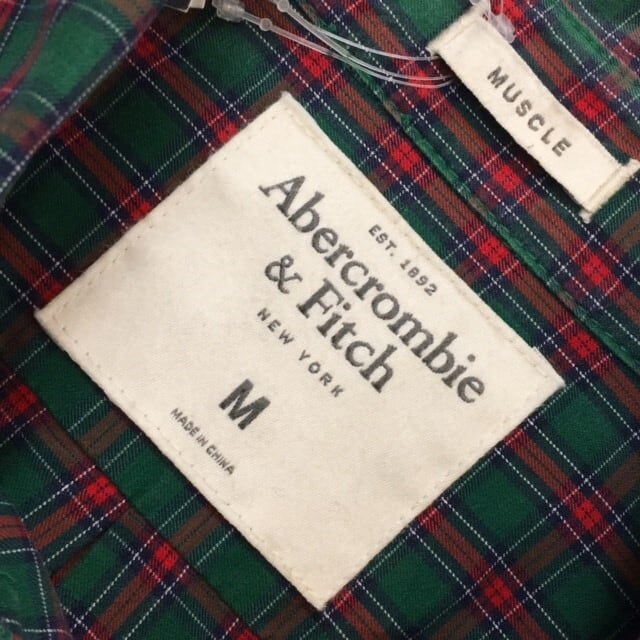 MUSCLE
EST. 1892
Abercrombie
& Fitch
NEW YORK
M
MADE IN CHINA